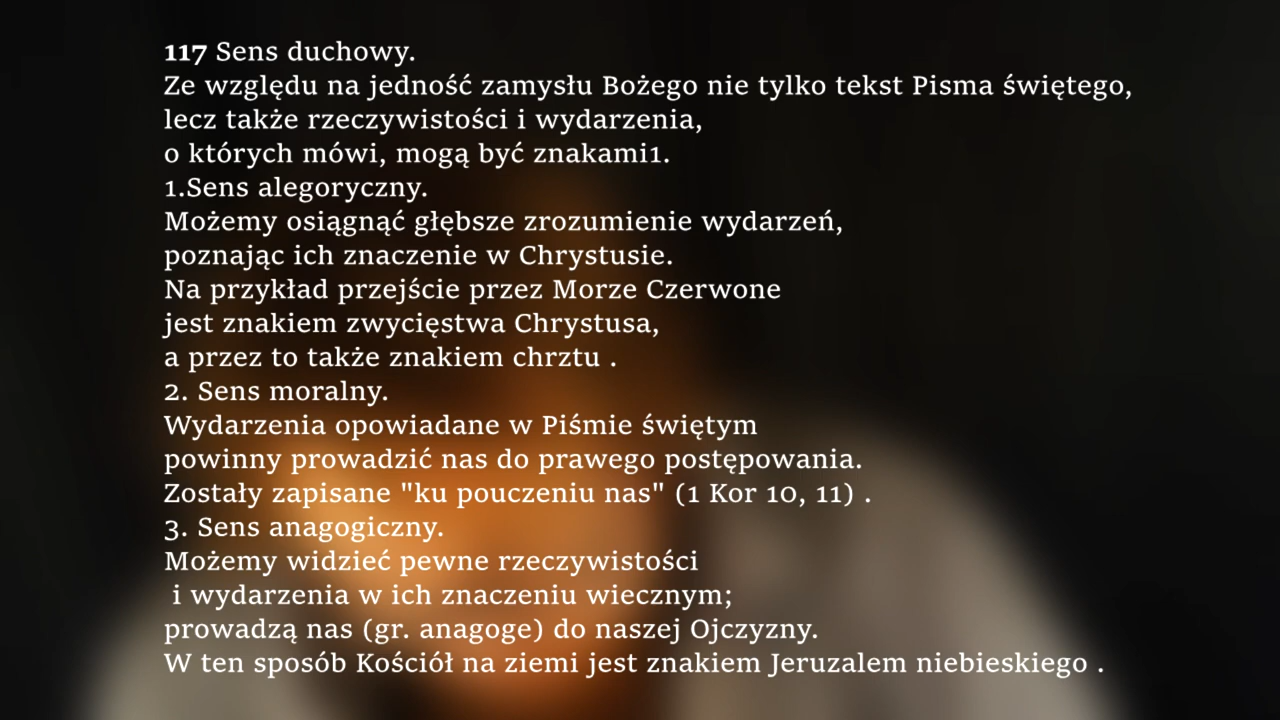 117 Sens duchowy.
Ze względu na jedność zamysłu Bożego nie tylko tekst Pisma świętego,
lecz także rzeczywistości i wydarzenia,
o których mówi, mogą być znakami1.
1.Sens alegoryczny.
Możemy osiągnąć głębsze zrozumienie wydarzeń,
poznając ich znaczenie w Chrystusie.
Na przykład przejście przez Morze Czerwone
jest znakiem zwycięstwa Chrystusa,
a przez to także znakiem chrztu .
2. Sens moralny.
Wydarzenia opowiadane w Piśmie świętym
powinny prowadzić nas do prawego postępowania.
Zostały zapisane "ku pouczeniu nas" (1 Kor 10, 11) .
3. Sens anagogiczny.
Możemy widzieć pewne rzeczywistości
i wydarzenia w ich znaczeniu wiecznym;
prowadzą nas (gr. anagoge) do naszej Ojczyzny.
W ten sposób Kościół na ziemi jest znakiem Jeruzalem niebieskiego .